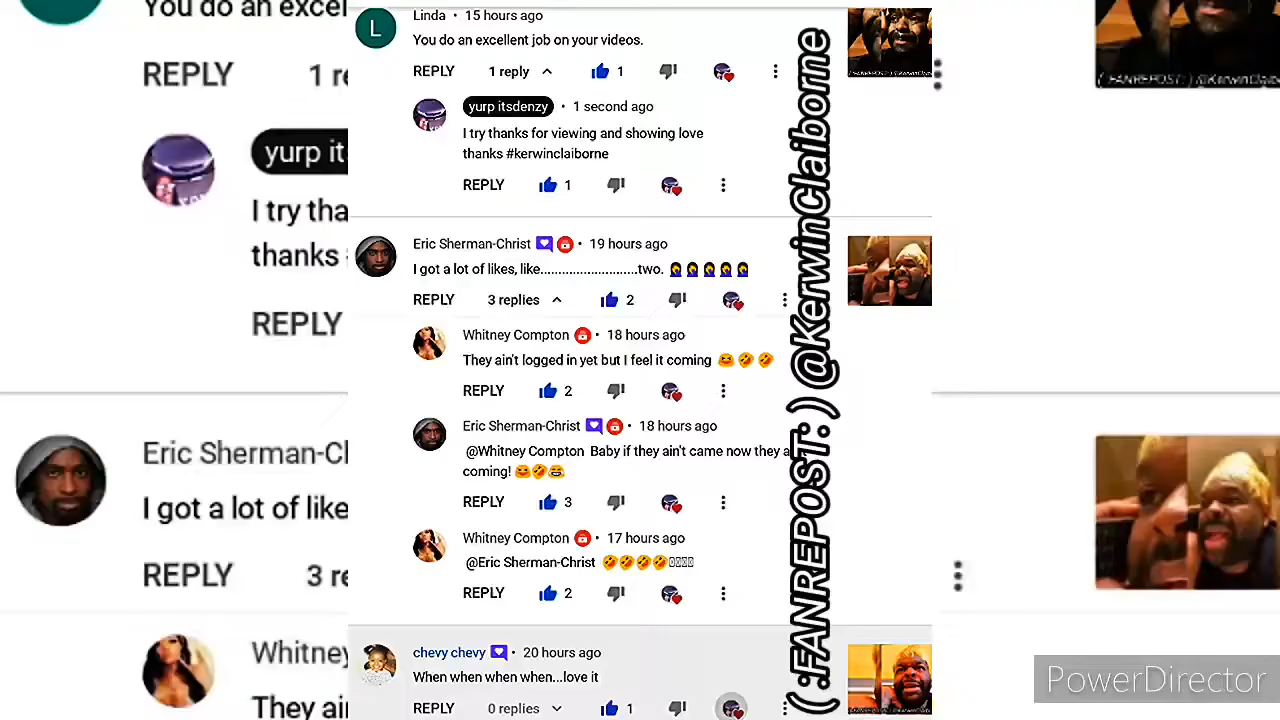 You do an excel
REPLY
1 re
yurp it
I try tha
thanks
REPLY
Eric Sherman-Cl
I got a lot of like
REPLY
3 re
Whitney
They ain
Linda • 15 hours ago
You do an excellent job on your videos.
REPLY 1 reply 1
yurp itsdenzy • 1 second ago
I try thanks for viewing and showing love
thanks #kerwinclaiborne
REPLY 1
Eric Sherman-Christ • 19 hours ago
I got a lot of likes, like...........................two. 🤦‍♀️🤦‍♀️🤦‍♀️🤦‍♀️🤦‍♀️
REPLY 3 replies 2
Whitney Compton • 18 hours ago
They ain't logged in yet but I feel it coming 😆🤣🤣
REPLY 2
Eric Sherman-Christ • 18 hours ago
@Whitney Compton Baby if they ain't came now they a
coming! 😆🤣😂
REPLY 3
Whitney Compton • 17 hours ago
@Eric Sherman-Christ 🤣🤣🤣🤣
REPLY 2
chevy chevy • 20 hours ago
When when when when...love it
REPLY 0 replies 1
( :FANREPOST: ) @KerwinClaiborne
( :FANREPOST: ) @KerwinClaib
PowerDirector